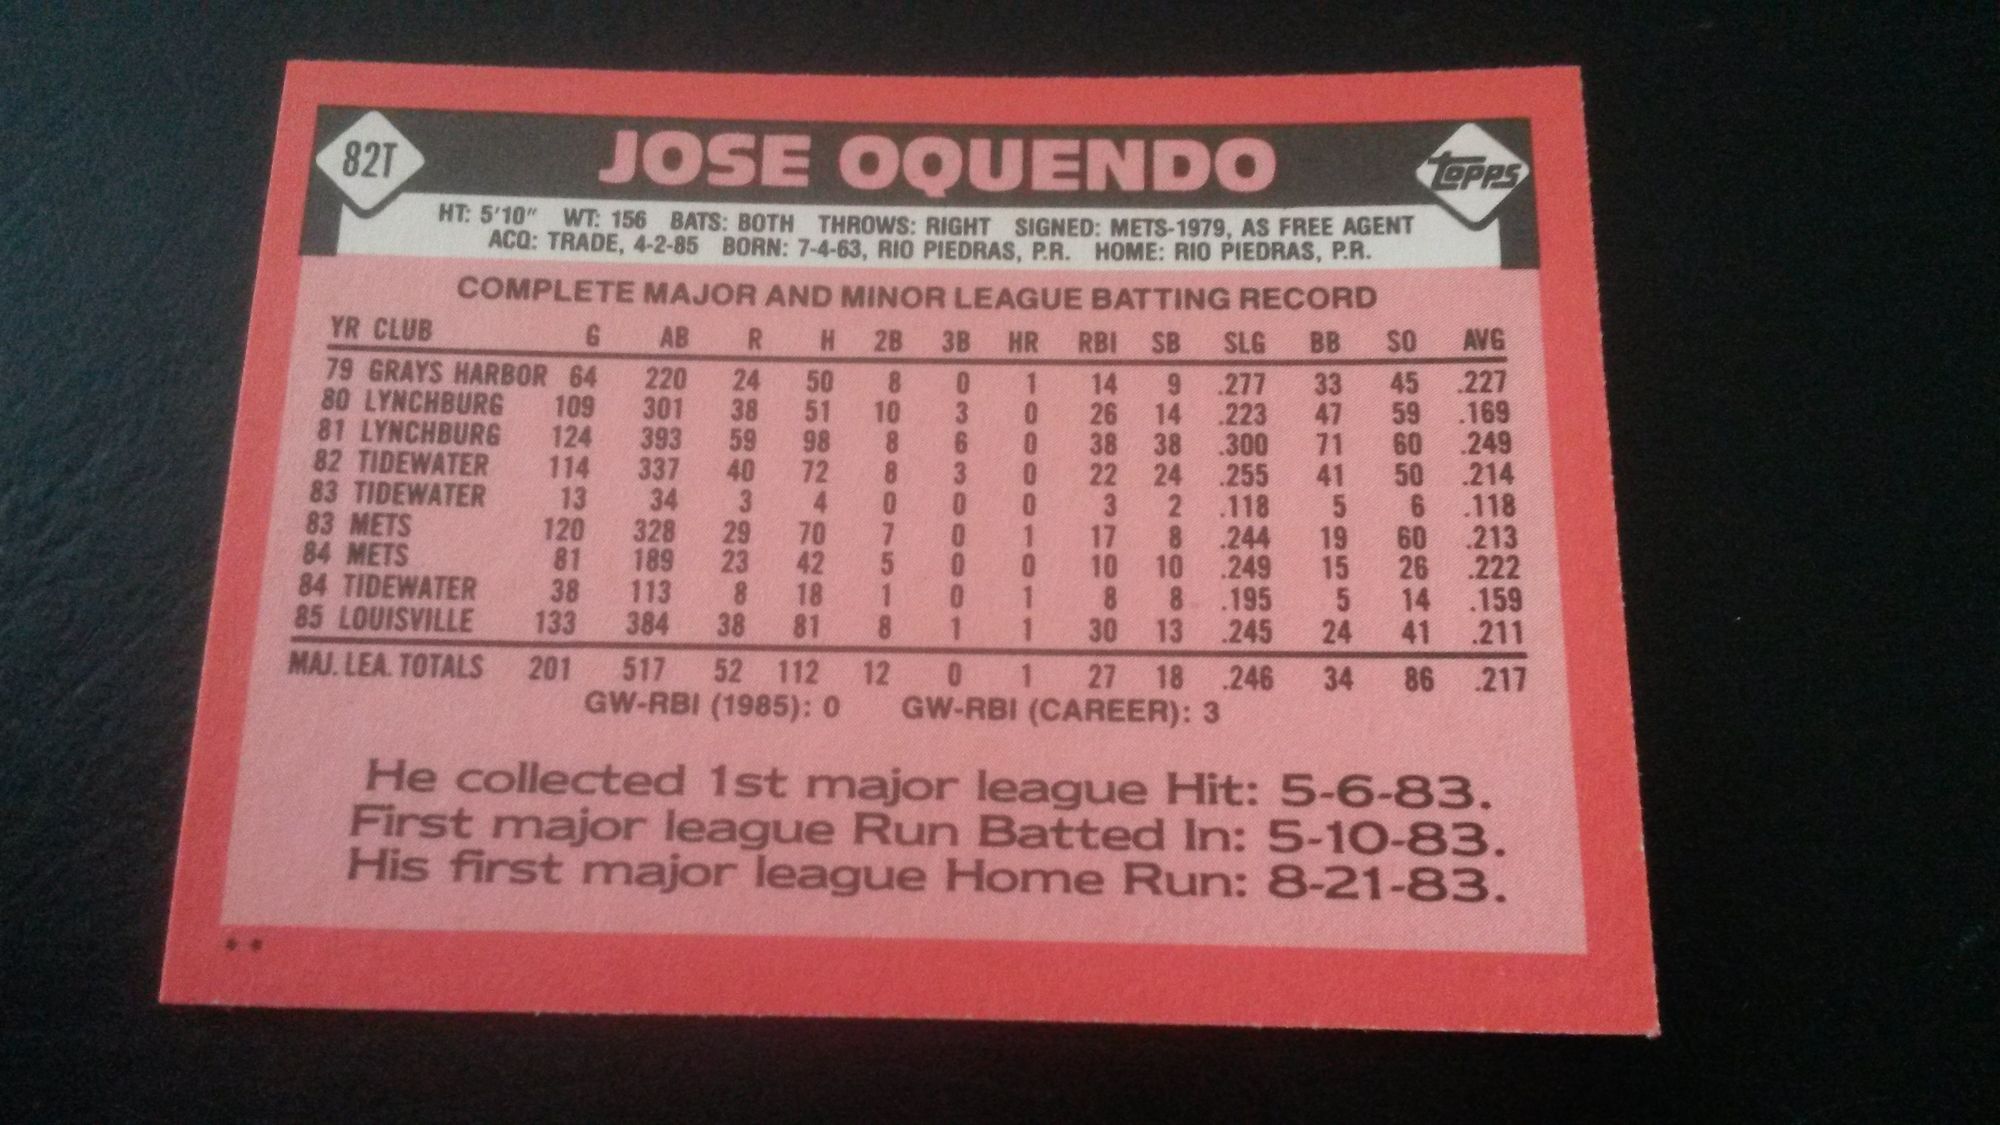 82T
JOSE OQUENDO
TOPPS
HT: 5'10" WT: 156 BATS: BOTH THROWS: RIGHT SIGNED: METS-1979, AS FREE AGENT
ACQ: TRADE, 4-2-85 BORN: 7-4-63, RIO PIEDRAS, P.R. HOME: RIO PIEDRAS, P.R.
COMPLETE MAJOR AND MINOR LEAGUE BATTING RECORD
YR CLUB G AB R H 2B 3B HR RBI SB SLG BB SO AVG
79 GRAYS HARBOR 64 220 24 50 8 0 1 14 9 .277 33 45 .227
80 LYNCHBURG 109 301 38 51 10 3 0 26 14 .223 47 59 .169
81 LYNCHBURG 124 393 59 98 8 6 0 38 38 .300 71 60 .249
82 TIDEWATER 114 337 40 72 8 3 0 22 24 .255 41 50 .214
83 TIDEWATER 13 34 3 4 0 0 0 3 2 .118 5 6 .118
83 METS 120 328 29 70 7 0 1 17 8 .244 19 60 .213
84 METS 81 189 23 42 5 0 0 10 10 .249 15 26 .222
84 TIDEWATER 38 113 8 18 1 0 1 8 8 .195 5 14 .159
85 LOUISVILLE 133 384 38 81 8 1 1 30 13 .245 24 41 .211
MAJ. LEA. TOTALS 201 517 52 112 12 0 1 27 18 .246 34 86 .217
GW-RBI (1985): 0 GW-RBI (CAREER): 3
He collected 1st major league Hit: 5-6-83.
First major league Run Batted In: 5-10-83.
His first major league Home Run: 8-21-83.